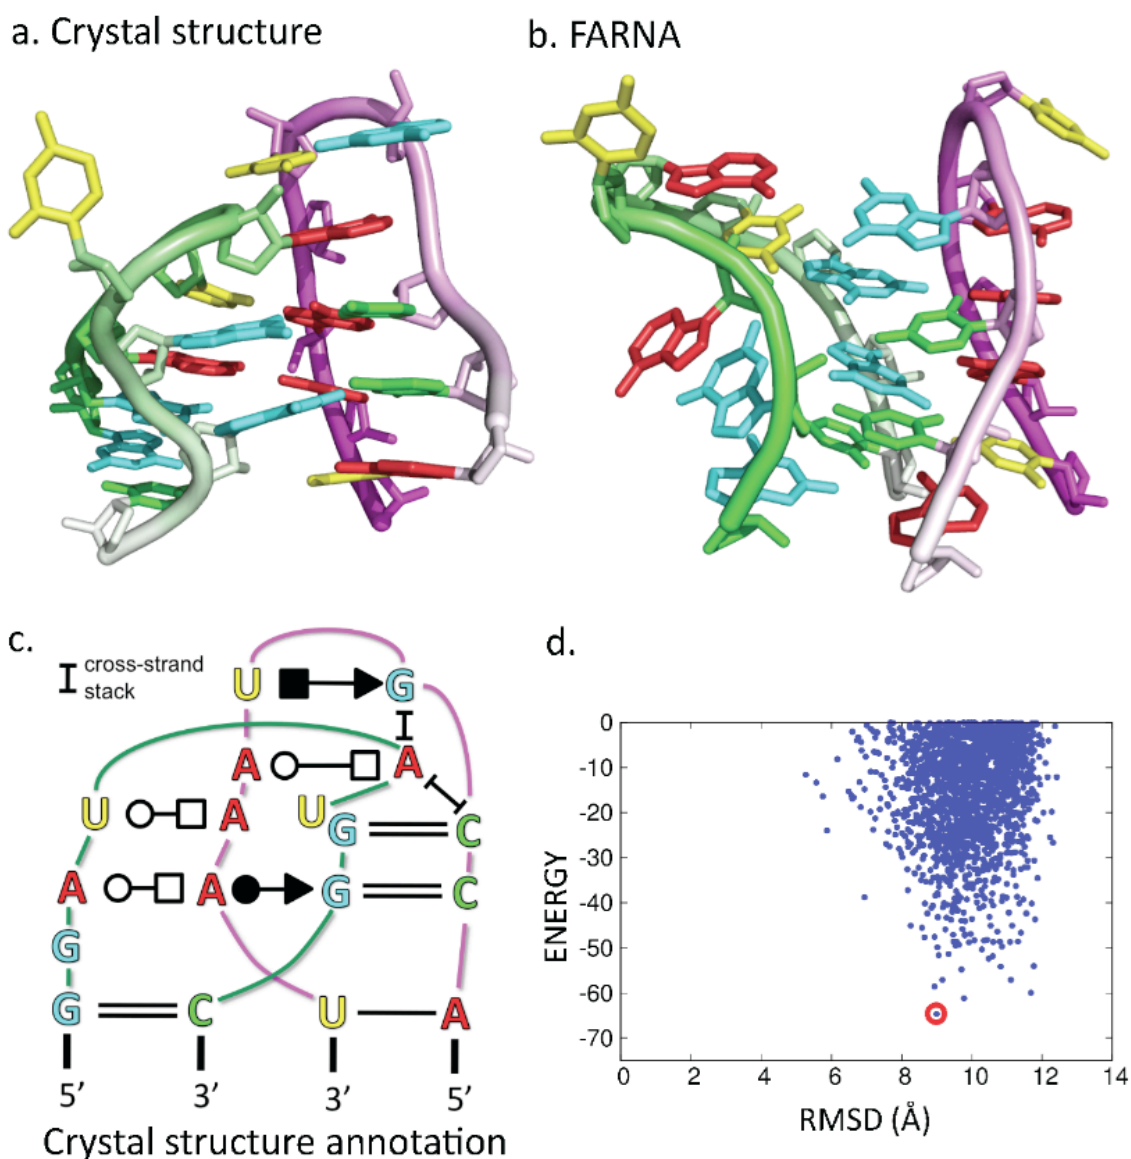 a. Crystal structure
b. FARNA
c.
cross-strand
stack
U G
A A
U A U G C
A A G C
G
G C U A
5’ 3’ 3’ 5’
Crystal structure annotation
d.
ENERGY
0
-10
-20
-30
-40
-50
-60
-70
0 2 4 6 8 10 12 14
RMSD (Å)